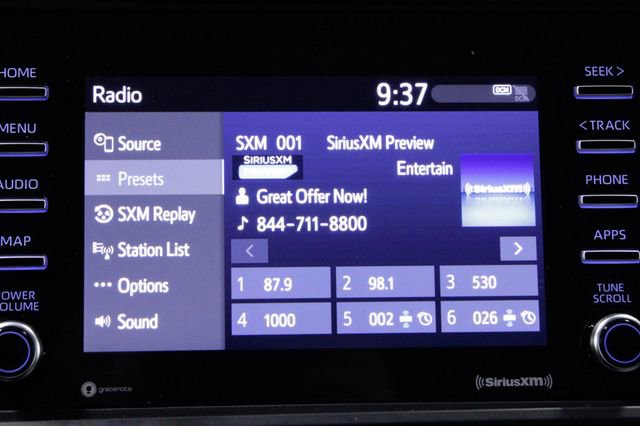 HOME
MENU
AUDIO
MAP
POWER
VOLUME
Radio
9:37
DCM
DCM
Source
Presets
SXM Replay
Station List
Options
Sound
SXM 001 SiriusXM Preview
SIRIUSXM
Entertain
Great Offer Now!
844-711-8800
((SiriusXM))
<
>
1 87.9
2 98.1
3 530
4 1000
5 002
6 026
SEEK >
< TRACK
PHONE
APPS
TUNE
SCROLL
gracenote
((SiriusXM))